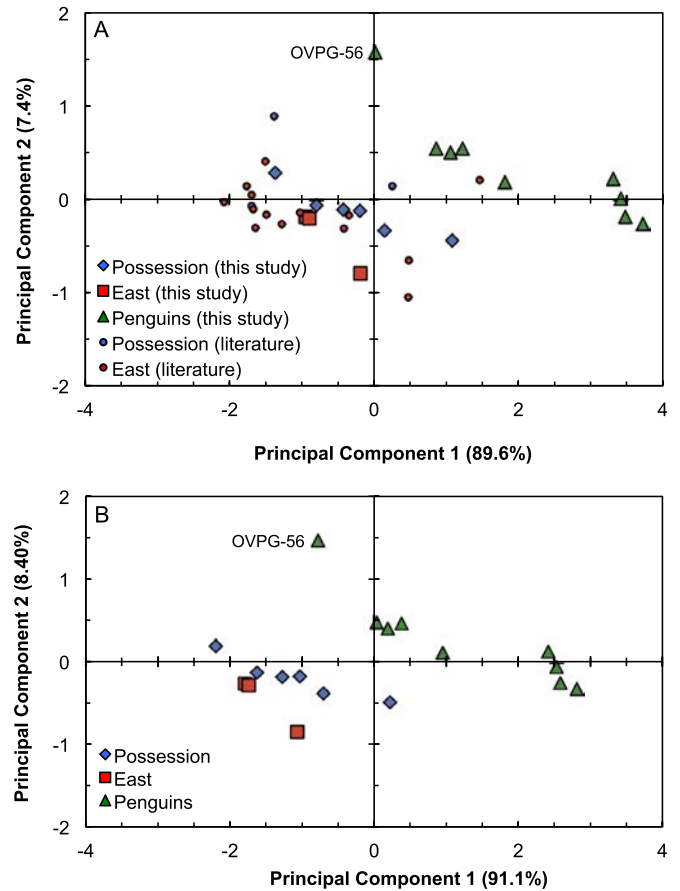 A
2
OVPG-56
1
0
-1
-2
Principal Component 2 (7.4%)
Possession (this study)
East (this study)
Penguins (this study)
Possession (literature)
East (literature)
-4 -2 0 2 4
Principal Component 1 (89.6%)
B
2
OVPG-56
1
0
-1
-2
Principal Component 2 (8.40%)
Possession
East
Penguins
-4 -2 0 2 4
Principal Component 1 (91.1%)